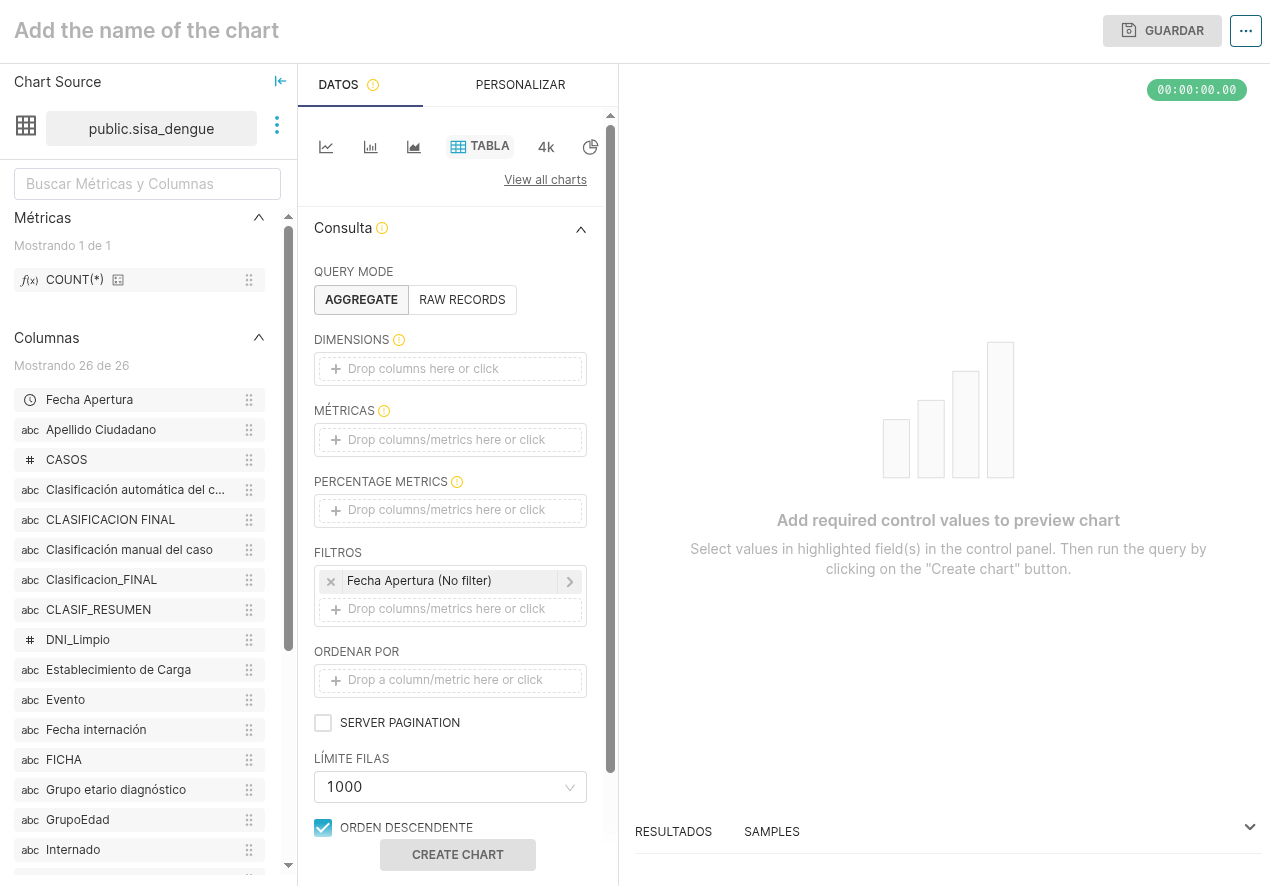 Add the name of the chart
GUARDAR
...
Chart Source
public.sisa_dengue
Buscar Métricas y Columnas
Métricas
Mostrando 1 de 1
f(x) COUNT(*)
Columnas
Mostrando 26 de 26
Fecha Apertura
abc Apellido Ciudadano
# CASOS
abc Clasificación automática del c...
abc CLASIFICACION FINAL
abc Clasificación manual del caso
abc Clasificacion_FINAL
abc CLASIF_RESUMEN
# DNI_Limpio
abc Establecimiento de Carga
abc Evento
abc Fecha internación
abc FICHA
abc Grupo etario diagnóstico
abc GrupoEdad
abc Internado
DATOS
PERSONALIZAR
TABLA
4k
View all charts
Consulta
QUERY MODE
AGGREGATE RAW RECORDS
DIMENSIONS
+ Drop columns here or click
MÉTRICAS
+ Drop columns/metrics here or click
PERCENTAGE METRICS
+ Drop columns/metrics here or click
FILTROS
× Fecha Apertura (No filter)
+ Drop columns/metrics here or click
ORDENAR POR
+ Drop a column/metric here or click
SERVER PAGINATION
LÍMITE FILAS
1000
ORDEN DESCENDENTE
CREATE CHART
00:00:00.00
Add required control values to preview chart
Select values in highlighted field(s) in the control panel. Then run the query by
clicking on the "Create chart" button.
RESULTADOS SAMPLES